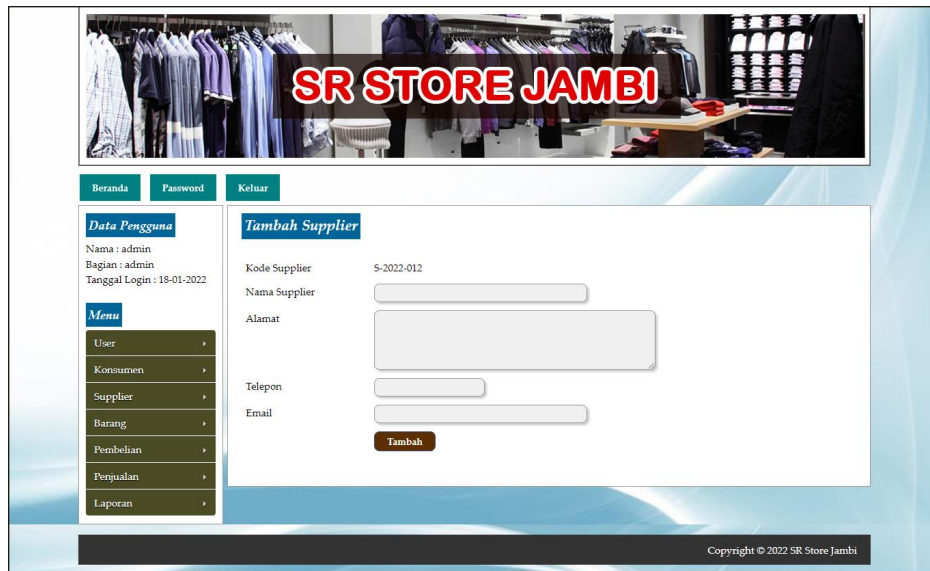 SR STORE JAMBI
Beranda Password Keluar
Data Pengguna
Nama : admin
Bagian : admin
Tanggal Login : 18-01-2022
Menu
User
Konsumen
Supplier
Barang
Pembelian
Penjualan
Laporan
Tambah Supplier
Kode Supplier S-2022-012
Nama Supplier
Alamat
Telepon
Email
Tambah
Copyright © 2022 SR Store Jambi